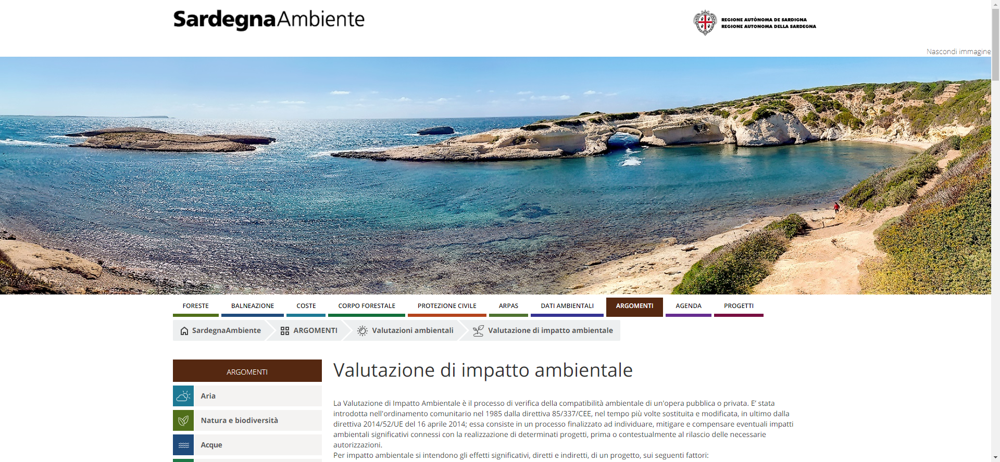 SardegnaAmbiente
REGIONE AUTÒNOMA DE SARDIGNA
REGIONE AUTONOMA DELLA SARDEGNA
Nascondi immagine
FORESTE BALNEAZIONE COSTE CORPO FORESTALE PROTEZIONE CIVILE ARPAS DATI AMBIENTALI ARGOMENTI AGENDA PROGETTI
SardegnaAmbiente ARGOMENTI Valutazioni ambientali Valutazione di impatto ambientale
ARGOMENTI
Aria
Natura e biodiversità
Acque
Valutazione di impatto ambientale
La Valutazione di Impatto Ambientale è il processo di verifica della compatibilità ambientale di un'opera pubblica o privata. E’ stata
introdotta nell'ordinamento comunitario nel 1985 dalla direttiva 85/337/CEE, nel tempo più volte sostituita e modificata, in ultimo dalla
direttiva 2014/52/UE del 16 aprile 2014; essa consiste in un processo finalizzato ad individuare, mitigare e compensare eventuali impatti
ambientali significativi connessi con la realizzazione di determinati progetti, prima o contestualmente al rilascio delle necessarie
autorizzazioni.
Per impatto ambientale si intendono gli effetti significativi, diretti e indiretti, di un progetto, sui seguenti fattori: